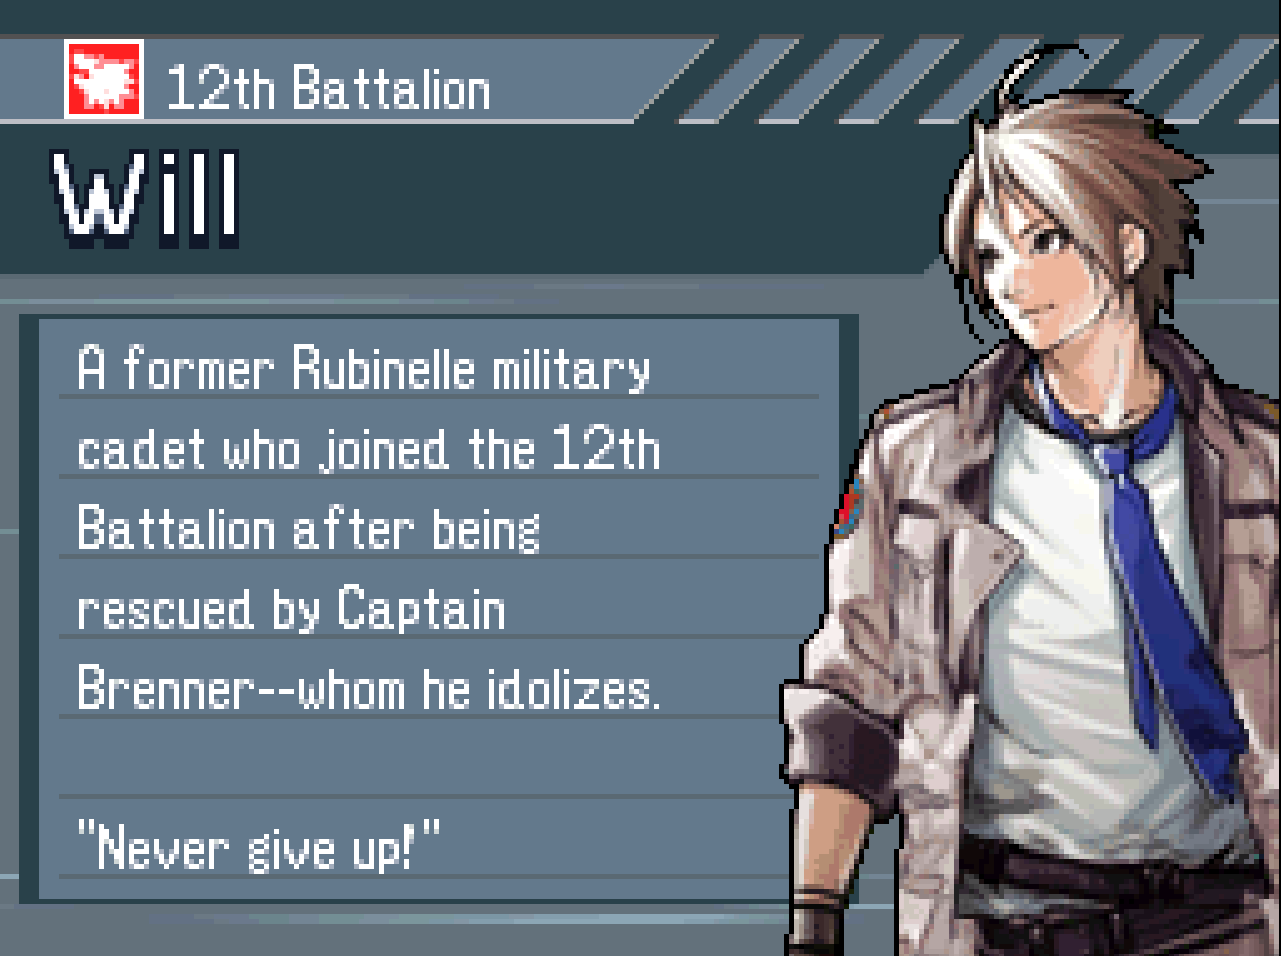 12th Battalion
Will
A former Rubinelle military
cadet who joined the 12th
Battalion after being
rescued by Captain
Brenner--whom he idolizes.
"Never give up!"